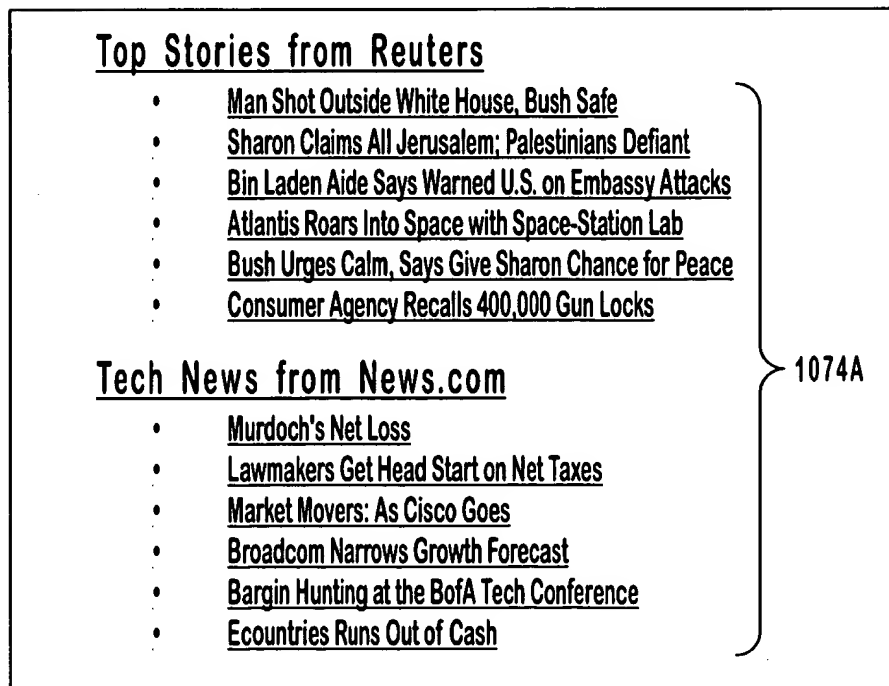 Top Stories from Reuters
• Man Shot Outside White House, Bush Safe
• Sharon Claims All Jerusalem; Palestinians Defiant
• Bin Laden Aide Says Warned U.S. on Embassy Attacks
• Atlantis Roars Into Space with Space-Station Lab
• Bush Urges Calm, Says Give Sharon Chance for Peace
• Consumer Agency Recalls 400,000 Gun Locks
1074A
Tech News from News.com
• Murdoch's Net Loss
• Lawmakers Get Head Start on Net Taxes
• Market Movers: As Cisco Goes
• Broadcom Narrows Growth Forecast
• Bargin Hunting at the BofA Tech Conference
• Ecountries Runs Out of Cash